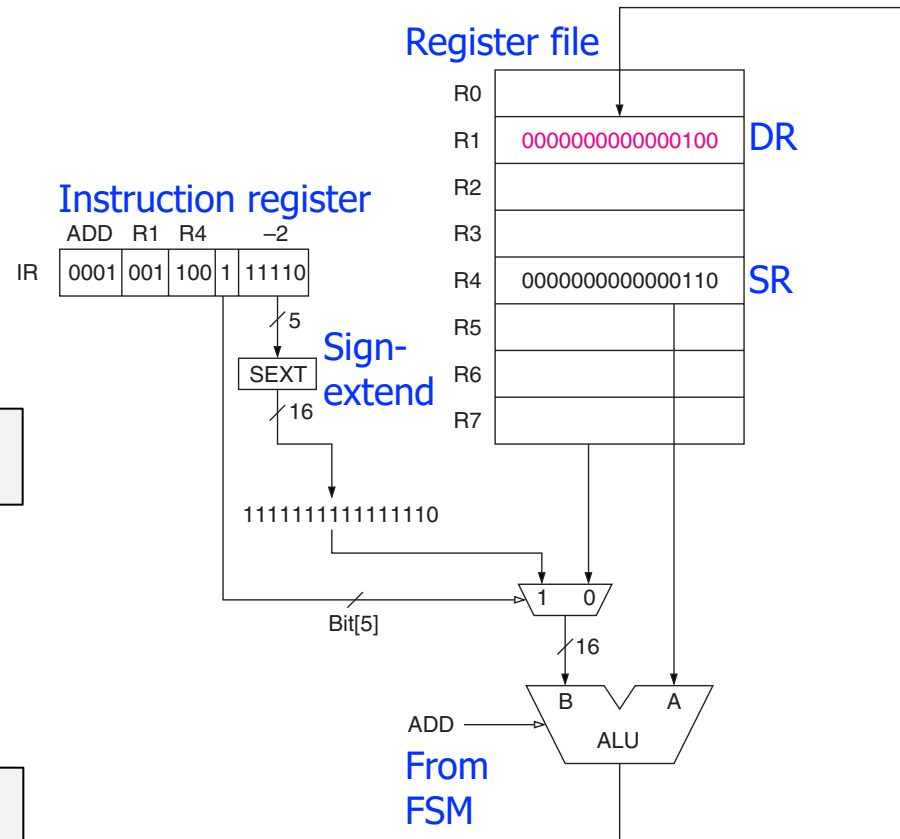 Register file
R0
R1 0000000000000100 DR
R2
Instruction register
ADD R1 R4 –2
R3
IR 0001 001 100 1 11110
R4 0000000000000110 SR
5
R5
Sign-
extend
SEXT
R6
16
R7
1111111111111110
1 0
Bit[5]
16
B A
ADD
ALU
From
FSM